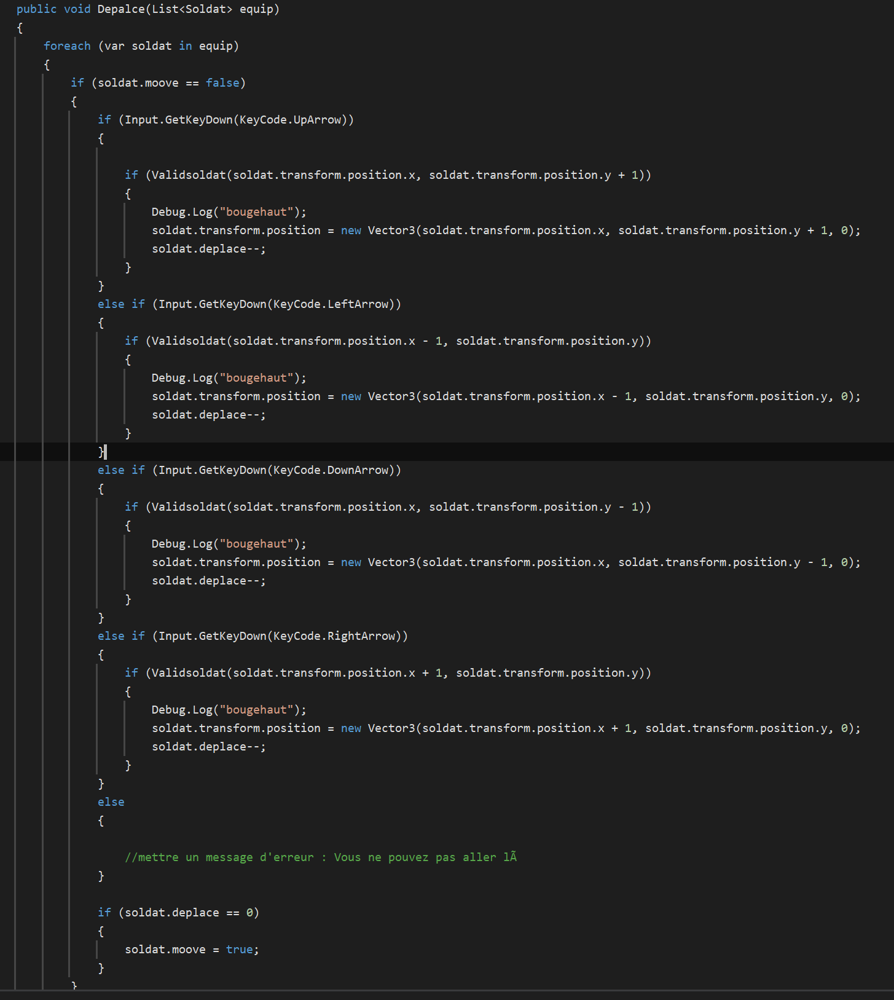 public void Depalce(List<Soldat> equip)
{
foreach (var soldat in equip)
{
if (soldat.moove == false)
{
if (Input.GetKeyDown(KeyCode.UpArrow))
{
if (Validsoldat(soldat.transform.position.x, soldat.transform.position.y + 1))
{
Debug.Log("bougehaut");
soldat.transform.position = new Vector3(soldat.transform.position.x, soldat.transform.position.y + 1, 0);
soldat.deplace--;
}
}
else if (Input.GetKeyDown(KeyCode.LeftArrow))
{
if (Validsoldat(soldat.transform.position.x - 1, soldat.transform.position.y))
{
Debug.Log("bougehaut");
soldat.transform.position = new Vector3(soldat.transform.position.x - 1, soldat.transform.position.y, 0);
soldat.deplace--;
}
}
else if (Input.GetKeyDown(KeyCode.DownArrow))
{
if (Validsoldat(soldat.transform.position.x, soldat.transform.position.y - 1))
{
Debug.Log("bougehaut");
soldat.transform.position = new Vector3(soldat.transform.position.x, soldat.transform.position.y - 1, 0);
soldat.deplace--;
}
}
else if (Input.GetKeyDown(KeyCode.RightArrow))
{
if (Validsoldat(soldat.transform.position.x + 1, soldat.transform.position.y))
{
Debug.Log("bougehaut");
soldat.transform.position = new Vector3(soldat.transform.position.x + 1, soldat.transform.position.y, 0);
soldat.deplace--;
}
}
else
{
//mettre un message d'erreur : Vous ne pouvez pas aller lÃ
}
if (soldat.deplace == 0)
{
soldat.moove = true;
}
}